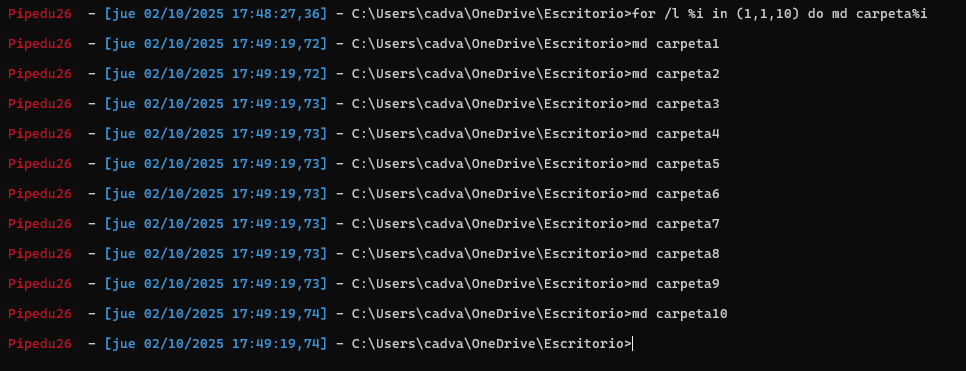 Pipedu26  - [jue 02/10/2025 17:48:27,36] - C:\Users\cadva\OneDrive\Escritorio>for /l %i in (1,1,10) do md carpeta%i
Pipedu26  - [jue 02/10/2025 17:49:19,72] - C:\Users\cadva\OneDrive\Escritorio>md carpeta1
Pipedu26  - [jue 02/10/2025 17:49:19,72] - C:\Users\cadva\OneDrive\Escritorio>md carpeta2
Pipedu26  - [jue 02/10/2025 17:49:19,73] - C:\Users\cadva\OneDrive\Escritorio>md carpeta3
Pipedu26  - [jue 02/10/2025 17:49:19,73] - C:\Users\cadva\OneDrive\Escritorio>md carpeta4
Pipedu26  - [jue 02/10/2025 17:49:19,73] - C:\Users\cadva\OneDrive\Escritorio>md carpeta5
Pipedu26  - [jue 02/10/2025 17:49:19,73] - C:\Users\cadva\OneDrive\Escritorio>md carpeta6
Pipedu26  - [jue 02/10/2025 17:49:19,73] - C:\Users\cadva\OneDrive\Escritorio>md carpeta7
Pipedu26  - [jue 02/10/2025 17:49:19,73] - C:\Users\cadva\OneDrive\Escritorio>md carpeta8
Pipedu26  - [jue 02/10/2025 17:49:19,73] - C:\Users\cadva\OneDrive\Escritorio>md carpeta9
Pipedu26  - [jue 02/10/2025 17:49:19,74] - C:\Users\cadva\OneDrive\Escritorio>md carpeta10
Pipedu26  - [jue 02/10/2025 17:49:19,74] - C:\Users\cadva\OneDrive\Escritorio>